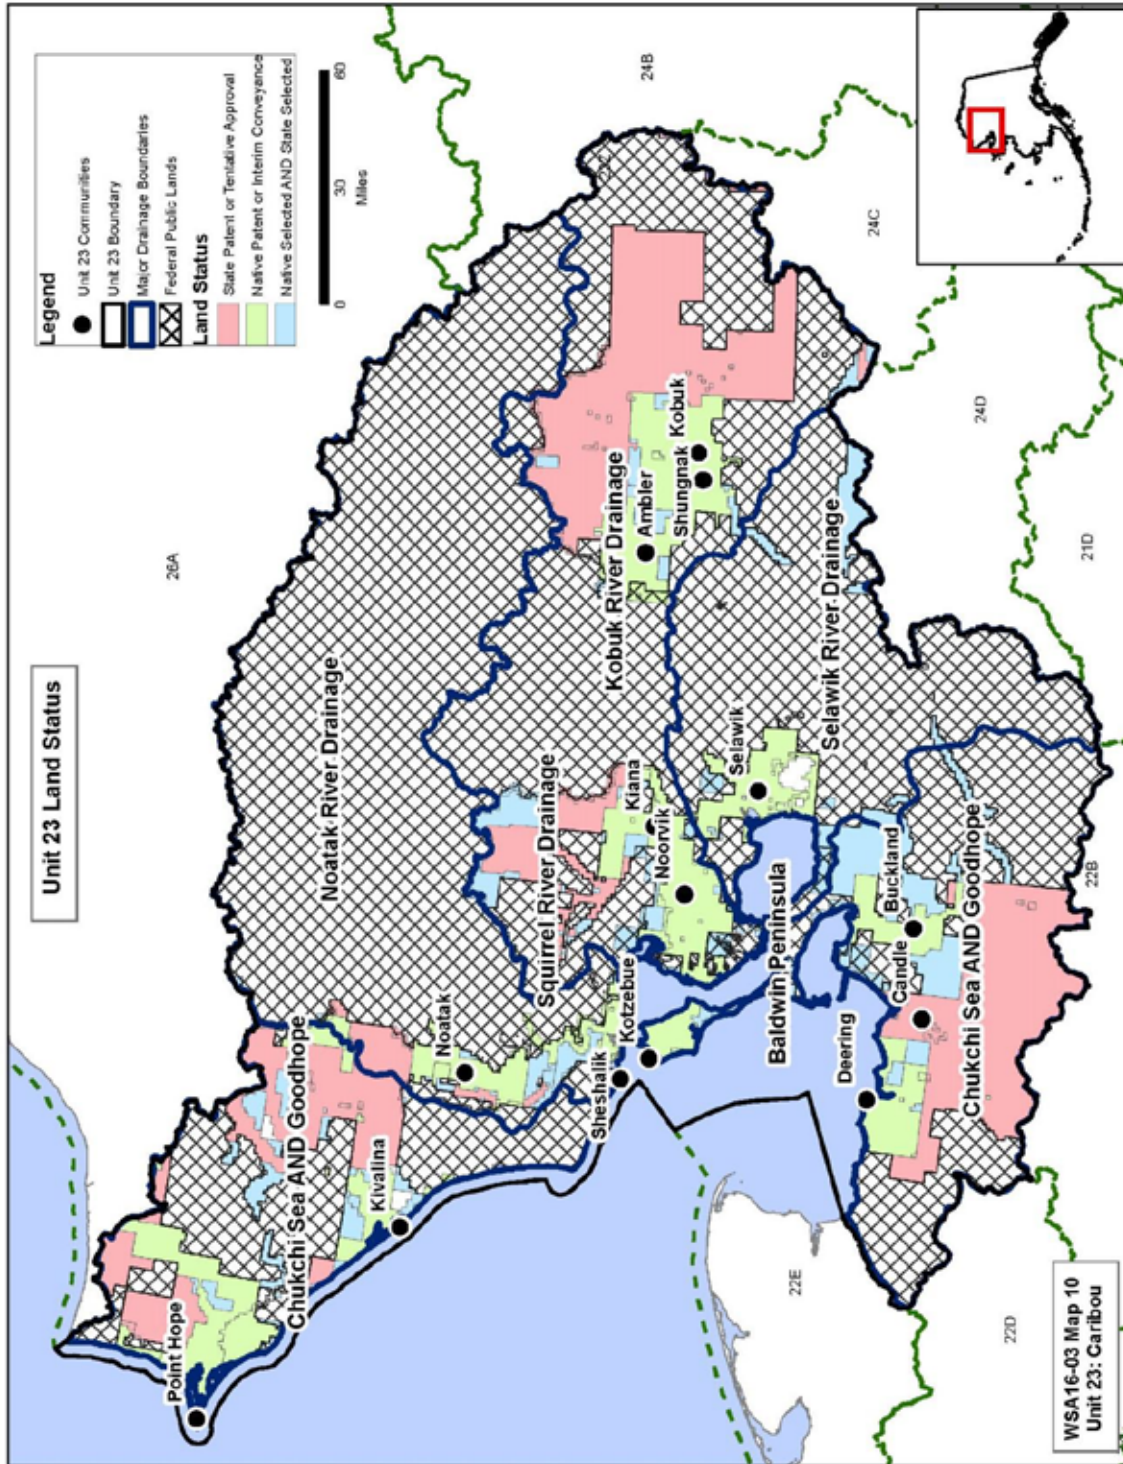 Unit 23 Land Status
Legend
Unit 23 Communities
Unit 23 Boundary
Major Drainage Boundaries
Federal Public Lands
Land Status
State Patent or Tentative Approval
Native Patent or Interim Conveyance
Native Selected AND State Selected
0 30 60
Miles
26A
24B
24C
24D
21D
22B
22D
22E
Point Hope
Kivalina
Chukchi Sea AND Goodhope
Noatak
Noatak River Drainage
Squirrel River Drainage
Sheshalik
Kotzebue
Kiana
Noorvik
Kobuk River Drainage
Ambler
Shungnak
Kobuk
Selawik
Selawik River Drainage
Baldwin Peninsula
Deering
Candle
Buckland
Chukchi Sea AND Goodhope
WSA16-03 Map 10
Unit 23: Caribou